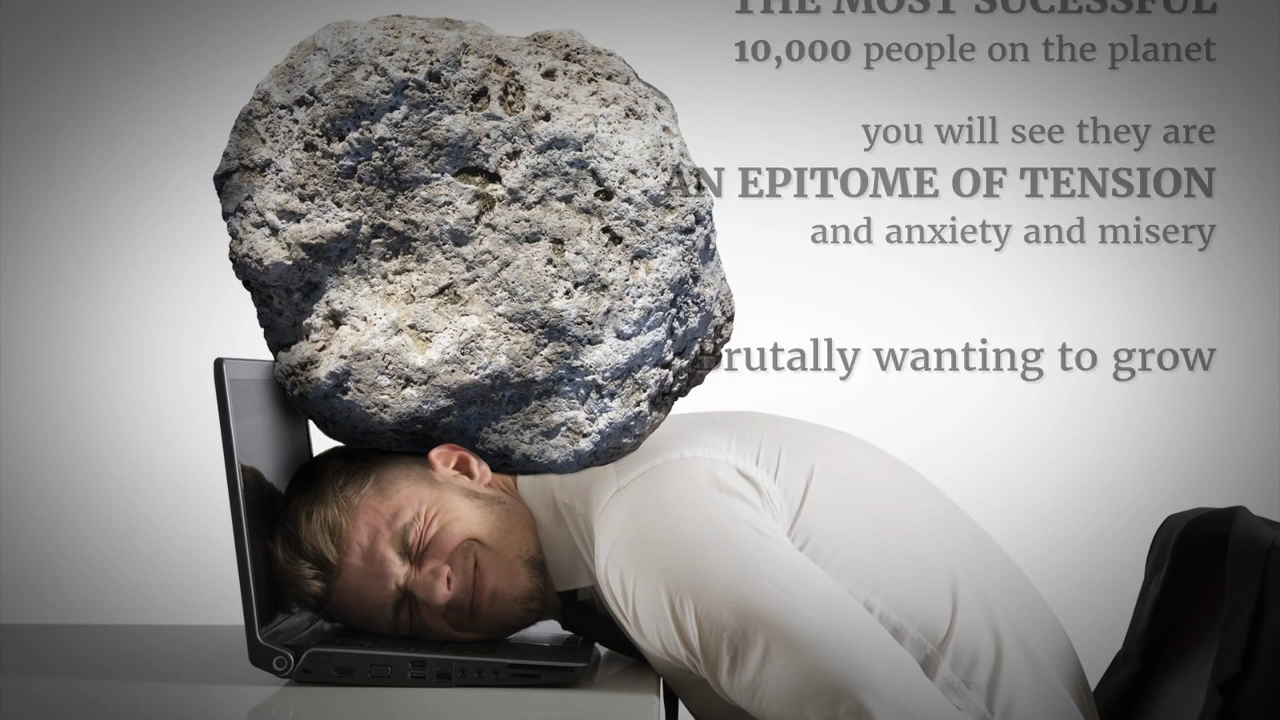 THE MOST SUCESSFUL
10,000 people on the planet
you will see they are
AN EPITOME OF TENSION
and anxiety and misery
Brutally wanting to grow